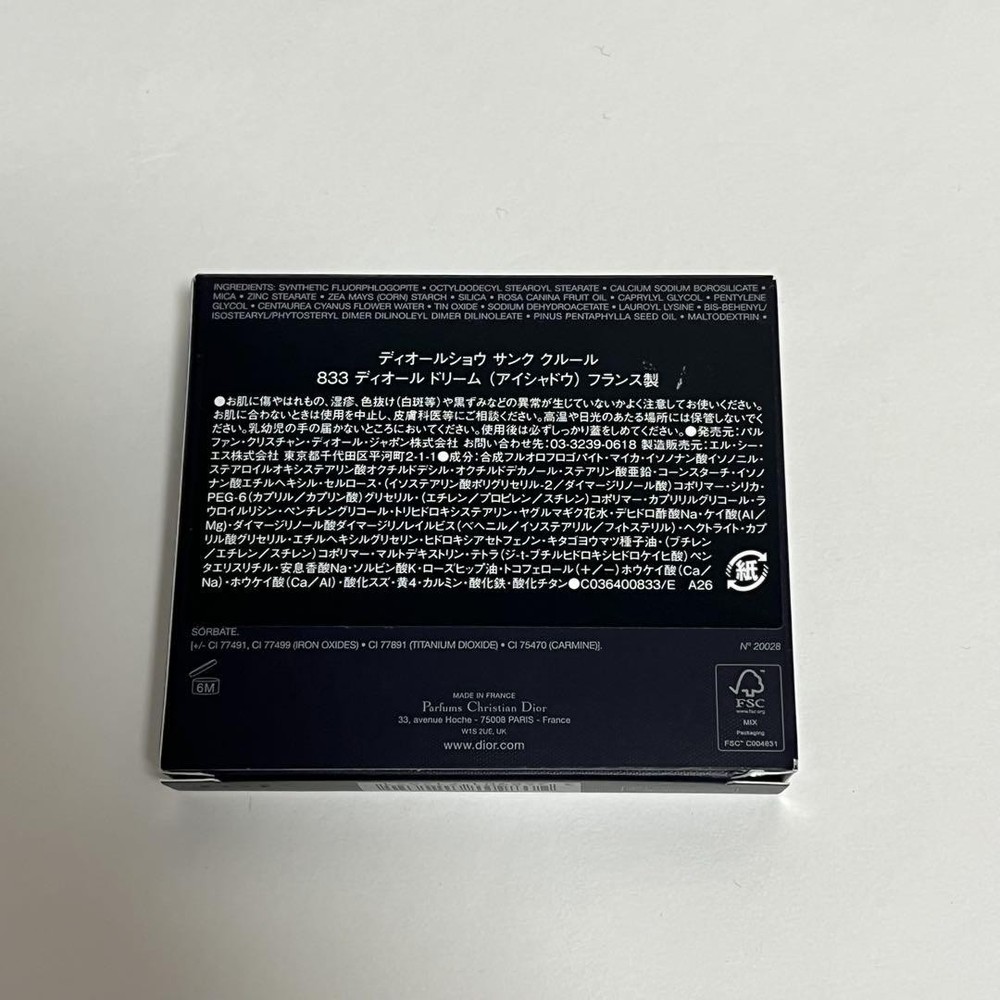 INGREDIENTS: SYNTHETIC FLUORPHLOGOPITE • OCTYLDODECYL STEAROYL STEARATE • CALCIUM SODIUM BOROSILICATE •
MICA • ZINC STEARATE • ZEA MAYS (CORN) STARCH • SILICA • ROSA CANINA FRUIT OIL • CAPRYLYL GLYCOL • PENTYLENE
GLYCOL • CENTAUREA CYANUS FLOWER WATER • TIN OXIDE • SODIUM DEHYDROACETATE • LAUROYL LYSINE • BIS-BEHENYL/
ISOSTEARYL/PHYTOSTERYL DIMER DILINOLEYL DIMER DILINOLEATE • PINUS PENTAPHYLLA SEED OIL • MALTODEXTRIN •
ディオールショウ サンク クルール
833 ディオール ドリーム (アイシャドウ) フランス製
●お肌に傷やはれもの、湿疹、色抜け(白斑等)や黒ずみなどの異常が生じていないかよく注意してお使いください。
お肌に合わないときは使用を中止し、皮膚科医等にご相談ください。高温や日光のあたる場所には保管しないでく
ださい。乳幼児の手の届かないところにおいてください。使用後は必ずしっかり蓋をしめてください。●発売元:パル
ファン・クリスチャン・ディオール・ジャポン株式会社 お問い合わせ先:03-3239-0618 製造販売元:エル・シー・
エス株式会社 東京都千代田区平河町2-1-1●成分:合成フルオロフロゴパイト・マイカ・イソノナン酸イソノニル・
ステアロイルオキシステアリン酸オクチルドデシル・オクチルドデカノール・ステアリン酸亜鉛・コーンスターチ・イソノ
ナン酸エチルヘキシル・セルロース・(イソステアリン酸ポリグリセリル-2/ダイマージリノール酸)コポリマー・シリカ・
PEG-6(カプリル/カプリン酸)グリセリル・(エチレン/プロピレン/スチレン)コポリマー・カプリリルグリコール・ラ
ウロイルリシン・ペンチレングリコール・トリヒドロキシステアリン・ヤグルマギク花水・デヒドロ酢酸Na・ケイ酸(Al/
Mg)・ダイマージリノール酸ダイマージリノレイルビス(ベヘニル/イソステアリル/フィトステリル)・ヘクトライト・カプ
リル酸グリセリル・エチルヘキシルグリセリン・ヒドロキシアセトフェノン・キタゴヨウマツ種子油・(ブチレン
/エチレン/スチレン)コポリマー・マルトデキストリン・テトラ(ジ-t-ブチルヒドロキシヒドロケイヒ酸)ペン
タエリスリチル・安息香酸Na・ソルビン酸K・ローズヒップ油・トコフェロール(+/-)ホウケイ酸(Ca/
Na)・ホウケイ酸(Ca/Al)・酸化スズ・黄4・カルミン・酸化鉄・酸化チタン●C036400833/E A26
紙
SORBATE.
[+/- CI 77491, CI 77499 (IRON OXIDES) • CI 77891 (TITANIUM DIOXIDE) • CI 75470 (CARMINE)].
N° 20028
6M
MADE IN FRANCE
Parfums Christian Dior
33, avenue Hoche - 75008 PARIS - France
W1S 2UE, UK
www.dior.com
FSC
www.fsc.org
MIX
Packaging
FSC™ C004831